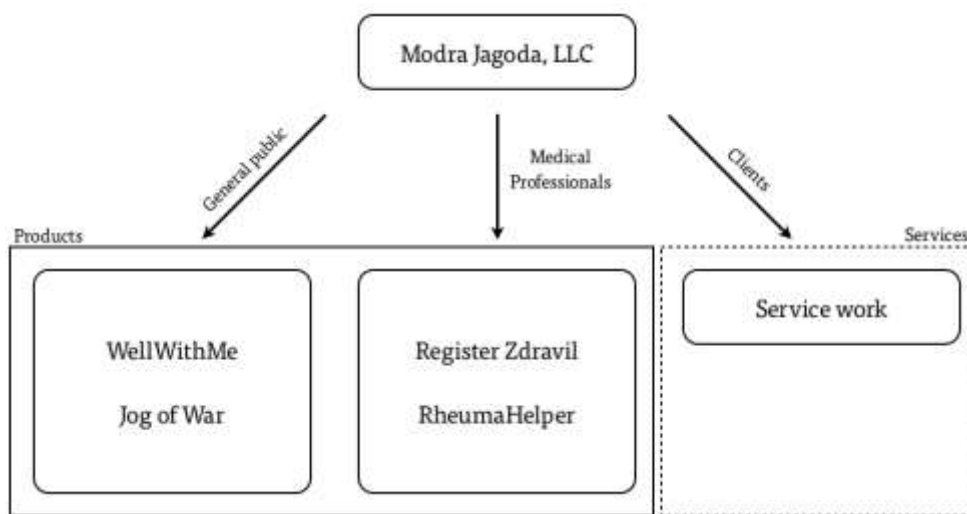 Modra Jagoda, LLC
General public
Medical
Professionals
Clients
Products
Services
WellWithMe
Jog of War
Register Zdravil
RheumaHelper
Service work